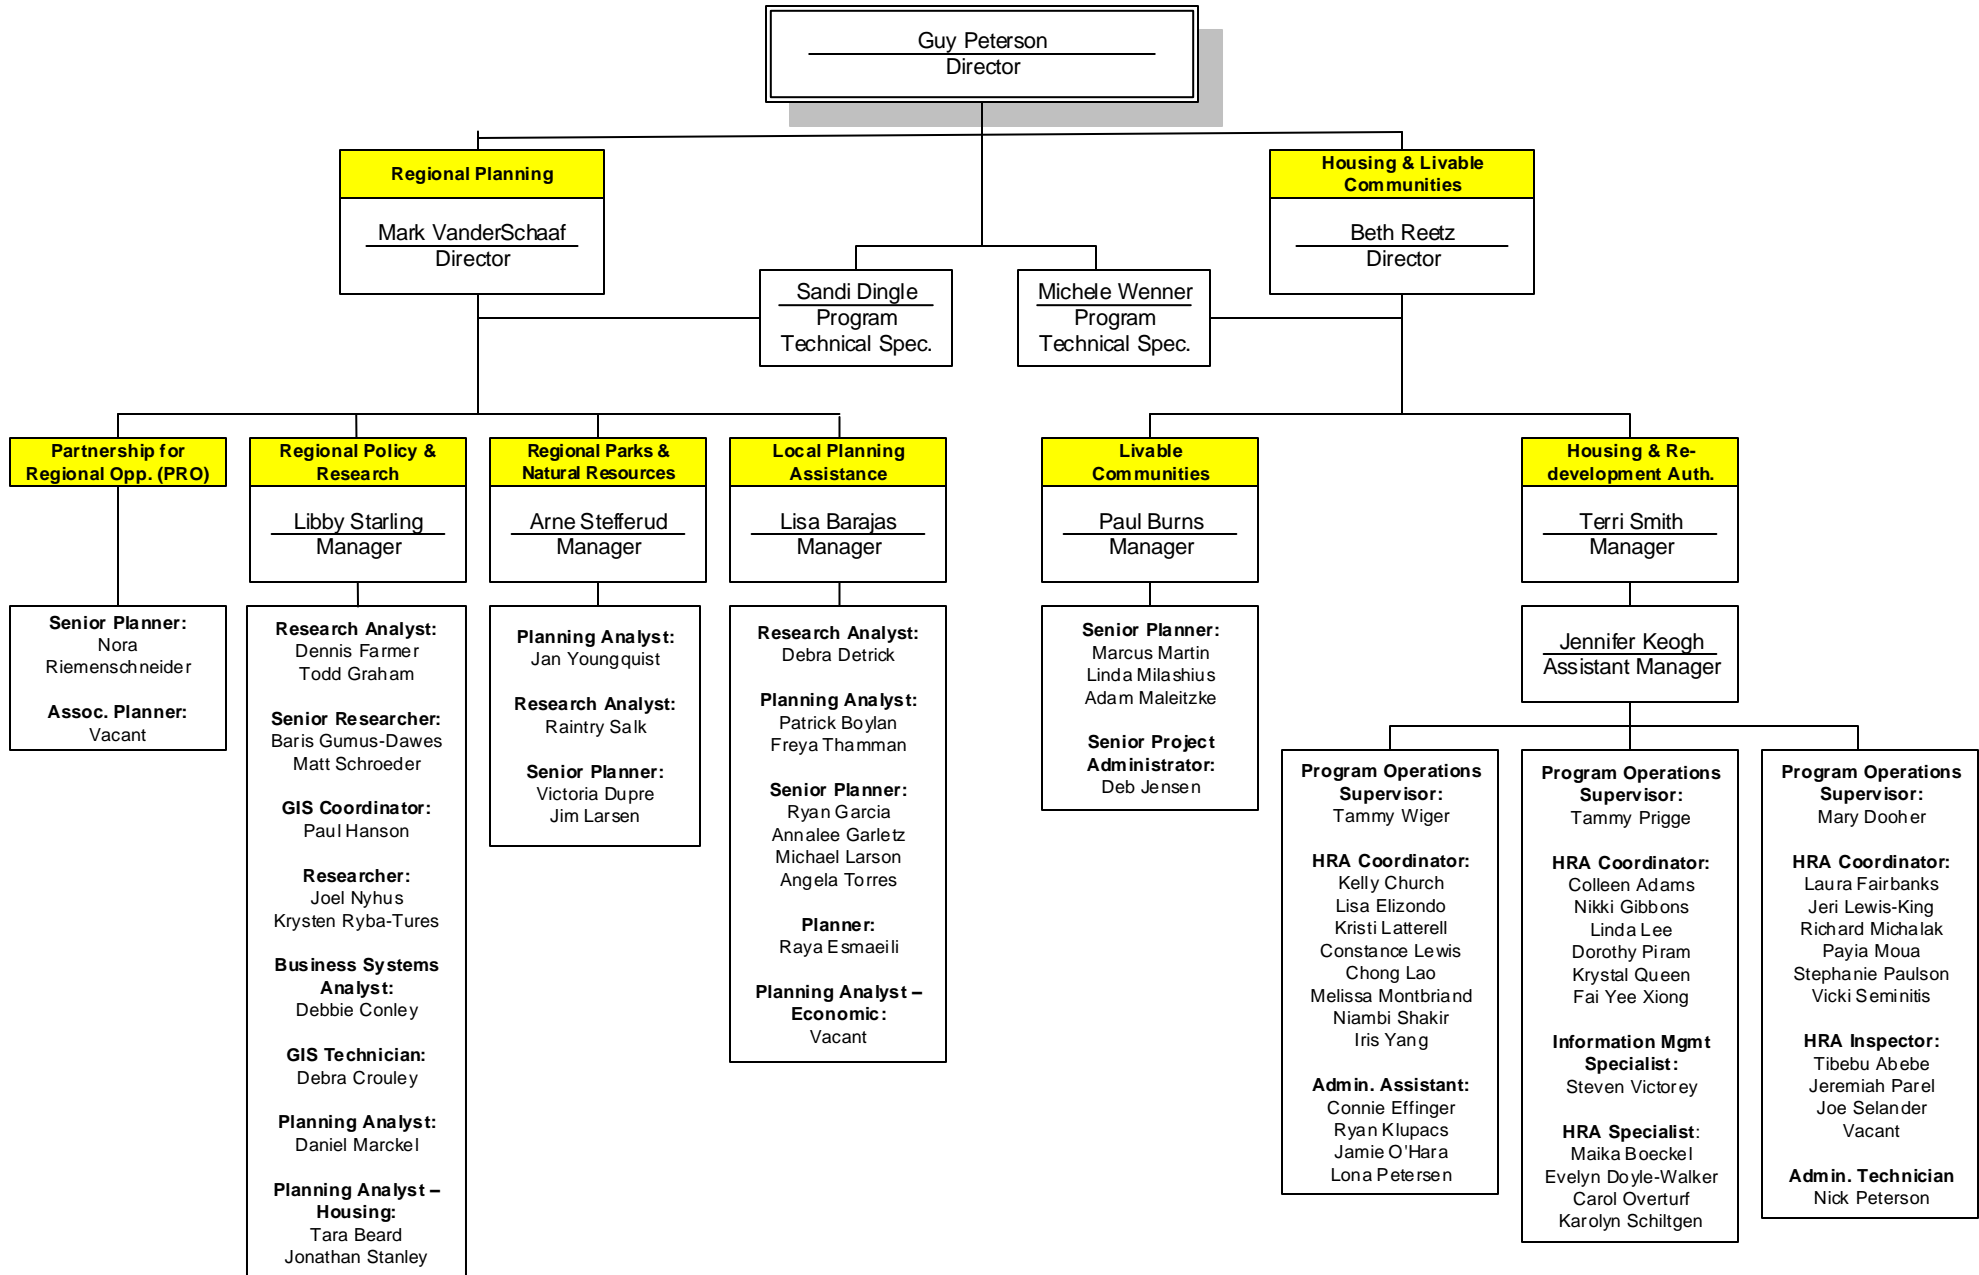 Guy Peterson
Director
Regional Planning
Mark VanderSchaaf
Director
Housing & Livable
Communities
Beth Reetz
Director
Sandi Dingle
Program
Technical Spec.
Michele Wenner
Program
Technical Spec.
Partnership for
Regional Opp. (PRO)
Senior Planner:
Nora
Riemenschneider
Assoc. Planner:
Vacant
Regional Policy &
Research
Libby Starling
Manager
Research Analyst:
Dennis Farmer
Todd Graham
Senior Researcher:
Baris Gumus-Dawes
Matt Schroeder
GIS Coordinator:
Paul Hanson
Researcher:
Joel Nyhus
Krysten Ryba-Tures
Business Systems
Analyst:
Debbie Conley
GIS Technician:
Debra Crouley
Planning Analyst:
Daniel Marckel
Planning Analyst –
Housing:
Tara Beard
Jonathan Stanley
Regional Parks &
Natural Resources
Arne Stefferud
Manager
Planning Analyst:
Jan Youngquist
Research Analyst:
Raintry Salk
Senior Planner:
Victoria Dupre
Jim Larsen
Local Planning
Assistance
Lisa Barajas
Manager
Research Analyst:
Debra Detrick
Planning Analyst:
Patrick Boylan
Freya Thamman
Senior Planner:
Ryan Garcia
Annalee Garletz
Michael Larson
Angela Torres
Planner:
Raya Esmaeili
Planning Analyst –
Economic:
Vacant
Livable
Communities
Paul Burns
Manager
Senior Planner:
Marcus Martin
Linda Milashius
Adam Maleitzke
Senior Project
Administrator:
Deb Jensen
Housing & Re-
development Auth.
Terri Smith
Manager
Jennifer Keogh
Assistant Manager
Program Operations
Supervisor:
Tammy Wiger
HRA Coordinator:
Kelly Church
Lisa Elizondo
Kristi Latterell
Constance Lewis
Chong Lao
Melissa Montbriand
Niambi Shakir
Iris Yang
Admin. Assistant:
Connie Effinger
Ryan Klupacs
Jamie O'Hara
Lona Petersen
Program Operations
Supervisor:
Tammy Prigge
HRA Coordinator:
Colleen Adams
Nikki Gibbons
Linda Lee
Dorothy Piram
Krystal Queen
Fai Yee Xiong
Information Mgmt
Specialist:
Steven Victorey
HRA Specialist:
Maika Boeckel
Evelyn Doyle-Walker
Carol Overturf
Karolyn Schiltgen
Program Operations
Supervisor:
Mary Dooher
HRA Coordinator:
Laura Fairbanks
Jeri Lewis-King
Richard Michalak
Payia Moua
Stephanie Paulson
Vicki Seminitis
HRA Inspector:
Tibebu Abebe
Jeremiah Parel
Joe Selander
Vacant
Admin. Technician
Nick Peterson